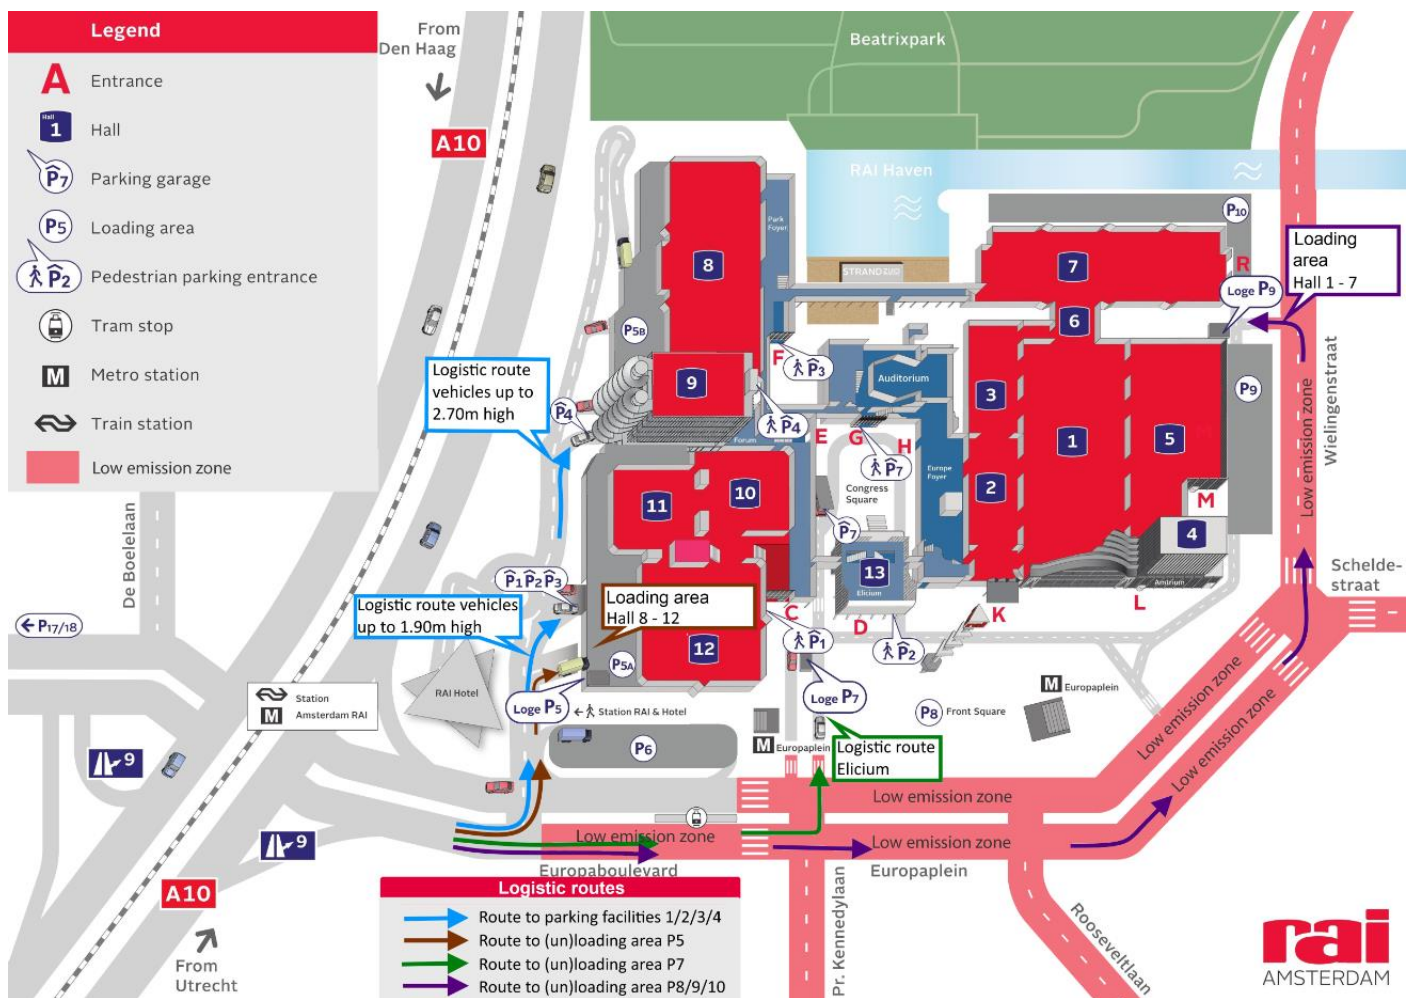 Legend
A Entrance
Hall
1
Hall
P7 Parking garage
P5 Loading area
P2 Pedestrian parking entrance
Tram stop
M Metro station
Train station
Low emission zone
From
Den Haag
A10
Beatrixpark
RAI Haven
STRAND ZUID
Park
Foyer
8
P5B
7
P10
R
Loge P9
Loading
area
Hall 1 - 7
6
F
P3
Auditorium
3
9
P4
P4
Forum
E
G
H
P7
Logistic route
vehicles up to
2.70m high
1
5
M
P9
Low emission zone
Wielingenstraat
11
10
Congress
Square
Europe
Foyer
2
M
4
P7
13
Elicium
Amtrium
De Boelelaan
P1 P2 P3
Logistic route vehicles
up to 1.90m high
Loading area
Hall 8 - 12
C
D
K
L
Schelde-
straat
P17/18
P1
P2
12
P5A
RAI Hotel
Loge P5
Station
M Amsterdam RAI
Station RAI & Hotel
Loge P7
P8 Front Square
M Europaplein
M Europaplein
P6
Logistic route
Elicium
Low emission zone
Low emission zone
9
Low emission zone
Low emission zone
Low emission zone
9
Europaboulevard
Europaplein
A10
From
Utrecht
Logistic routes
Route to parking facilities 1/2/3/4
Route to (un)loading area P5
Route to (un)loading area P7
Route to (un)loading area P8/9/10
Pr. Kennedylaan
Rooseveltlaan
rai
AMSTERDAM